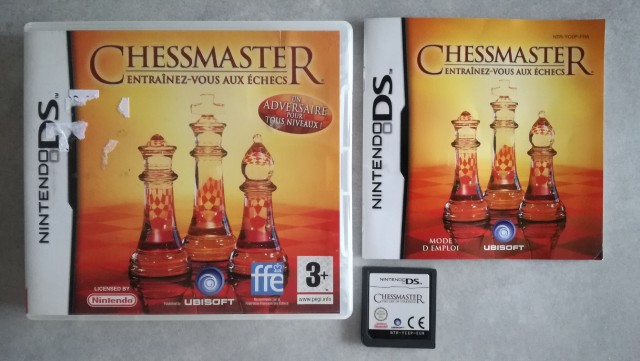 NINTENDO DS™
CHESSMASTER®
ENTRAÎNEZ-VOUS AUX ÉCHECS
UN
ADVERSAIRE
POUR
TOUS NIVEAUX !
LICENSED BY
Nintendo
UBISOFT
ffe
3+
www.pegi.info
NINTENDO DS
CHESSMASTER®
ENTRAÎNEZ-VOUS AUX ÉCHECS
MODE
D'EMPLOI
UBISOFT
NINTENDO DS
CHESSMASTER